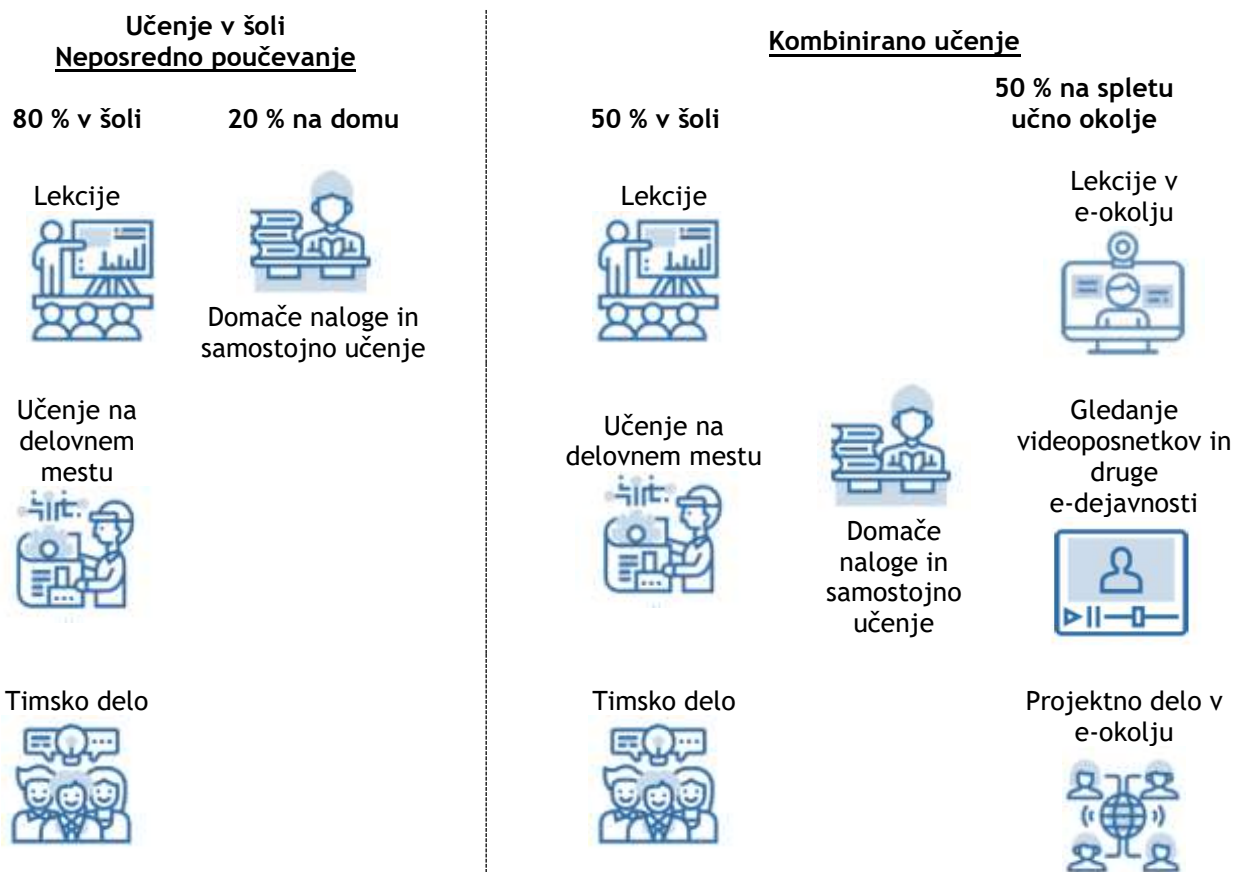 Učenje v šoli
Neposredno poučevanje
80 % v šoli
20 % na domu
Lekcije
Domače naloge in
samostojno učenje
Učenje na
delovnem
mestu
Timsko delo
Kombinirano učenje
50 % v šoli
50 % na spletu
učno okolje
Lekcije
Učenje na
delovnem mestu
Timsko delo
Domače
naloge in
samostojno
učenje
Lekcije v
e-okolju
Gledanje
videoposnetkov in
druge
e-dejavnosti
Projektno delo v
e-okolju